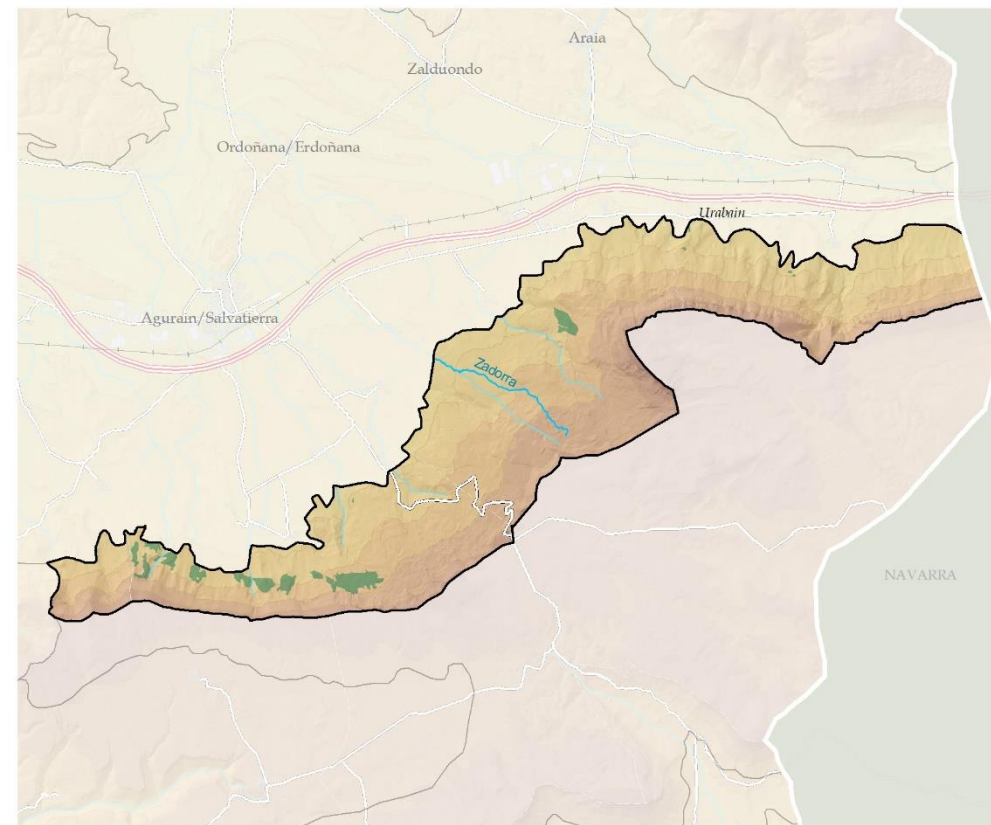 Araia
Zalduondo
Ordoñana/Erdoñana
Urabain
Agurain/Salvatierra
Zadorra
NAVARRA